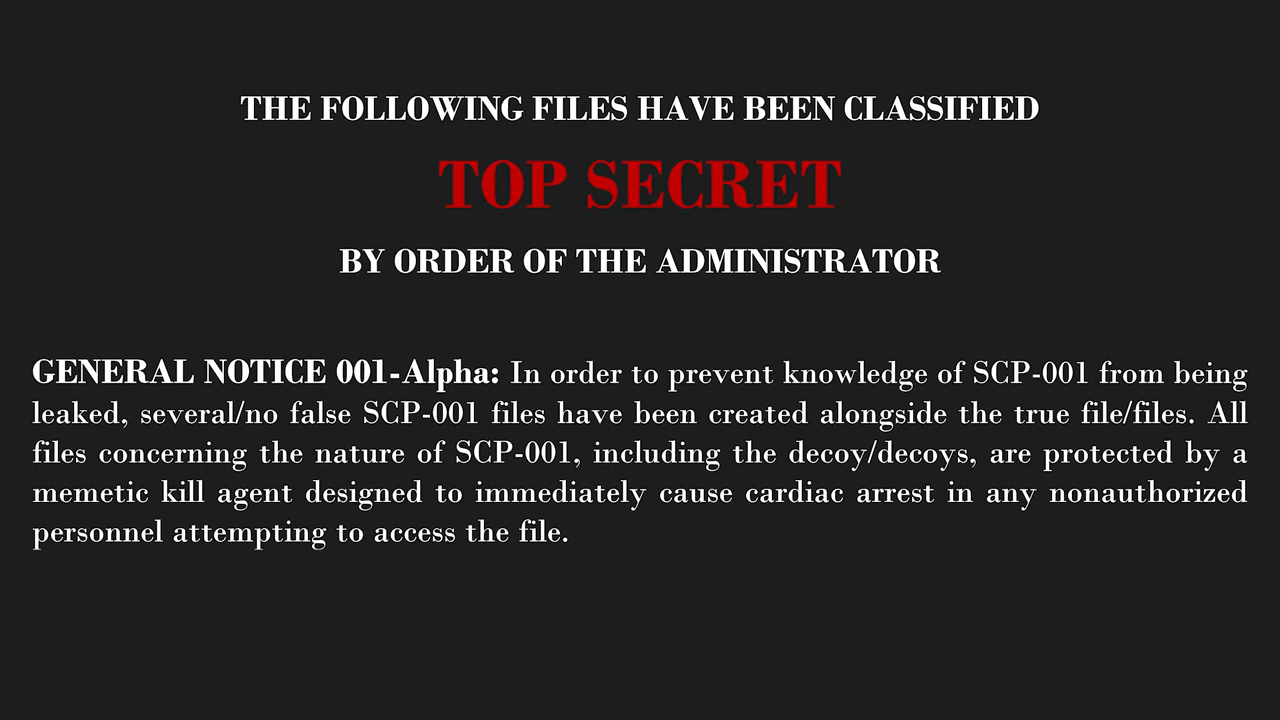 THE FOLLOWING FILES HAVE BEEN CLASSIFIED
TOP SECRET
BY ORDER OF THE ADMINISTRATOR
GENERAL NOTICE 001-Alpha: In order to prevent knowledge of SCP-001 from being
leaked, several/no false SCP-001 files have been created alongside the true file/files. All
files concerning the nature of SCP-001, including the decoy/decoys, are protected by a
memetic kill agent designed to immediately cause cardiac arrest in any nonauthorized
personnel attempting to access the file.